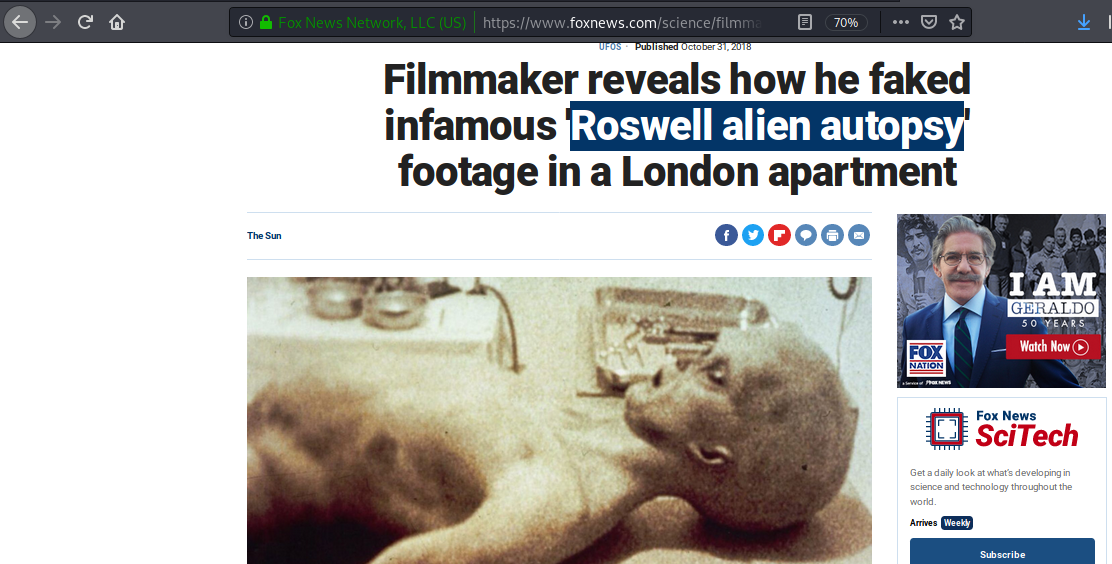 Fox News Network, LLC (US)
https://www.foxnews.com/science/filmma
70%
UFOS · Published October 31, 2018
Filmmaker reveals how he faked
infamous 'Roswell alien autopsy'
footage in a London apartment
The Sun
I AM
GERALDO
50 YEARS
Watch Now
FOX
NATION
a Service of FOX NEWS
Fox News
SciTech
Get a daily look at what's developing in
science and technology throughout the
world.
Arrives Weekly
Subscribe